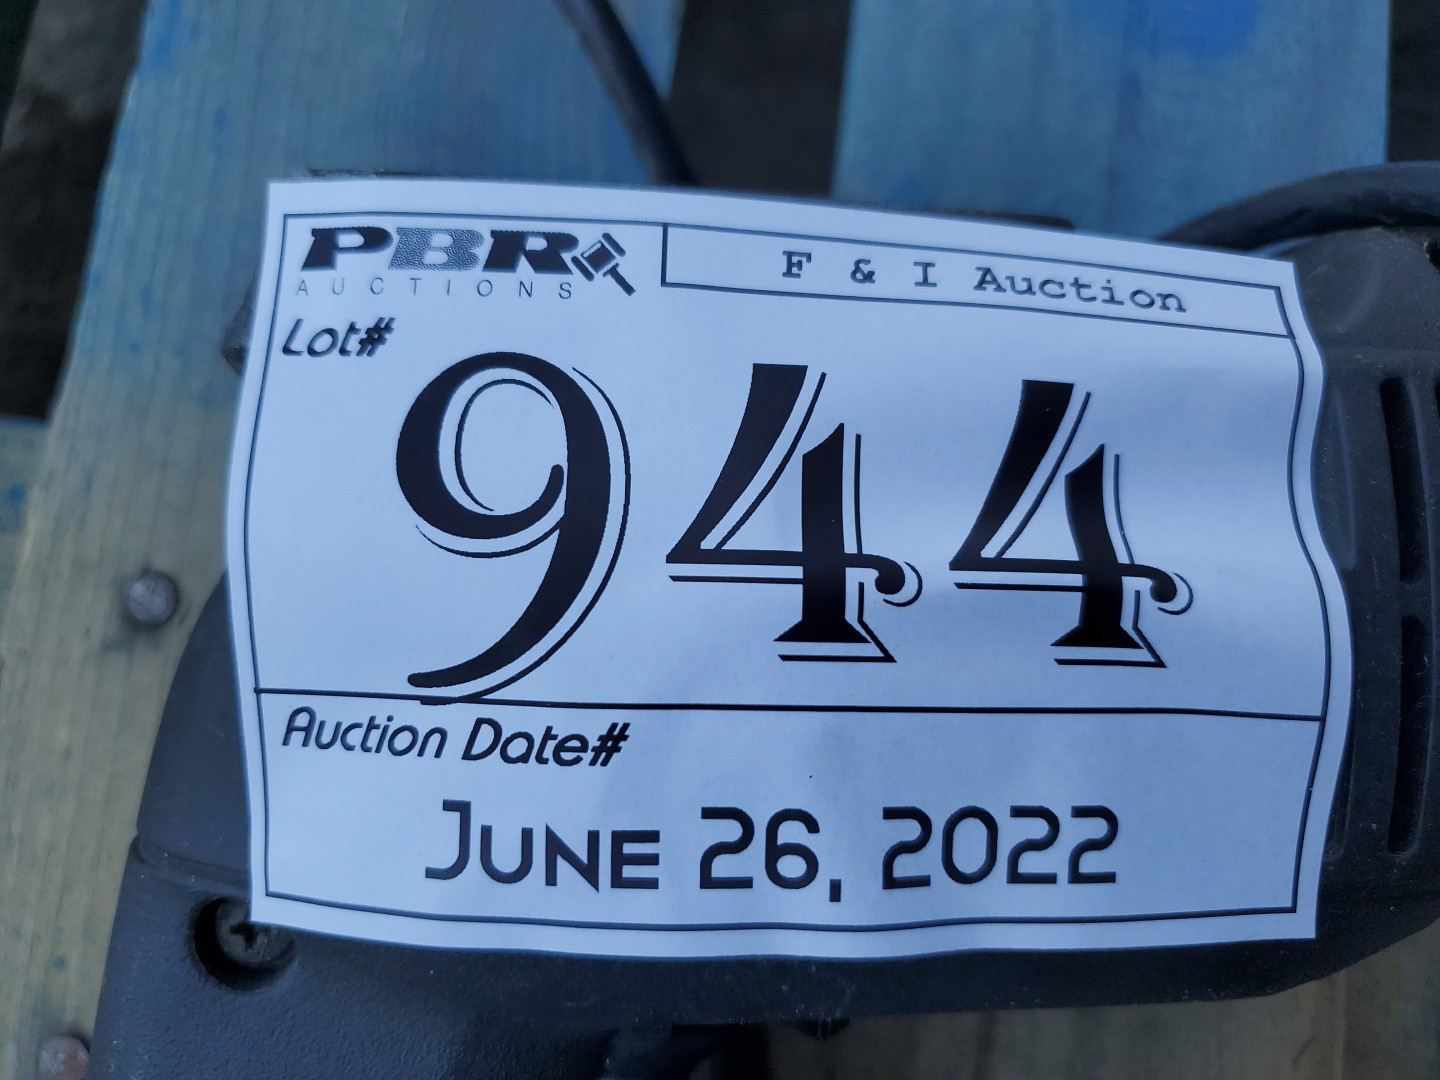 PBR
AUCTIONS
F & I Auction
Lot#
944
Auction Date#
JUNE 26, 2022